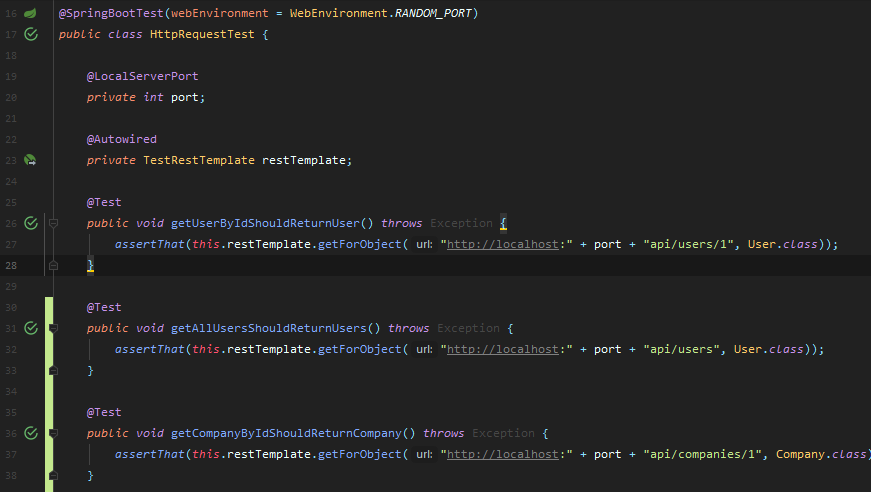 16 @SpringBootTest(webEnvironment = WebEnvironment.RANDOM_PORT)
17 public class HttpRequestTest {
18
19 @LocalServerPort
20 private int port;
21
22 @Autowired
23 private TestRestTemplate restTemplate;
24
25 @Test
26 public void getUserByIdShouldReturnUser() throws Exception {
27 assertThat(this.restTemplate.getForObject( url: "http://localhost:" + port + "api/users/1", User.class));
28 }
29
30 @Test
31 public void getAllUsersShouldReturnUsers() throws Exception {
32 assertThat(this.restTemplate.getForObject( url: "http://localhost:" + port + "api/users", User.class));
33 }
34
35 @Test
36 public void getCompanyByIdShouldReturnCompany() throws Exception {
37 assertThat(this.restTemplate.getForObject( url: "http://localhost:" + port + "api/companies/1", Company.class)
38 }